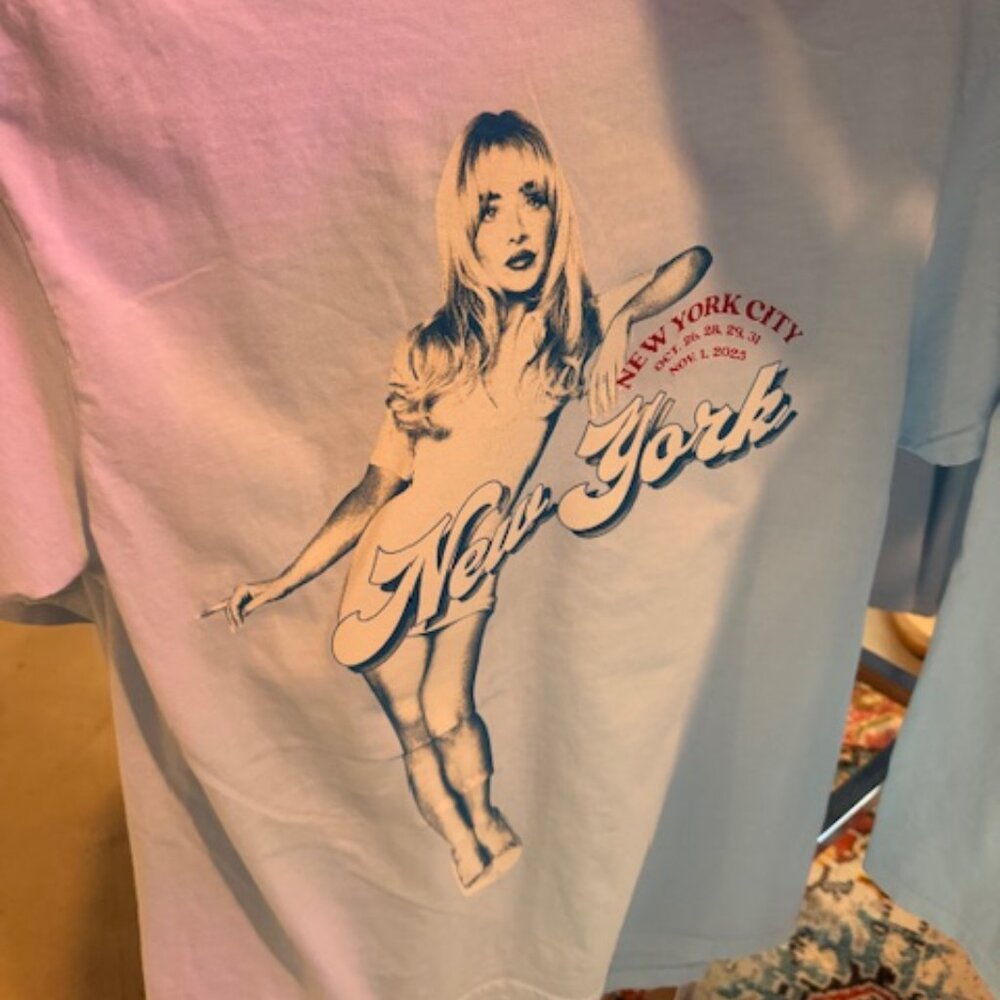 NEW YORK CITY
OCT. 26, 28, 29, 31
NOV. 1, 2025
New York